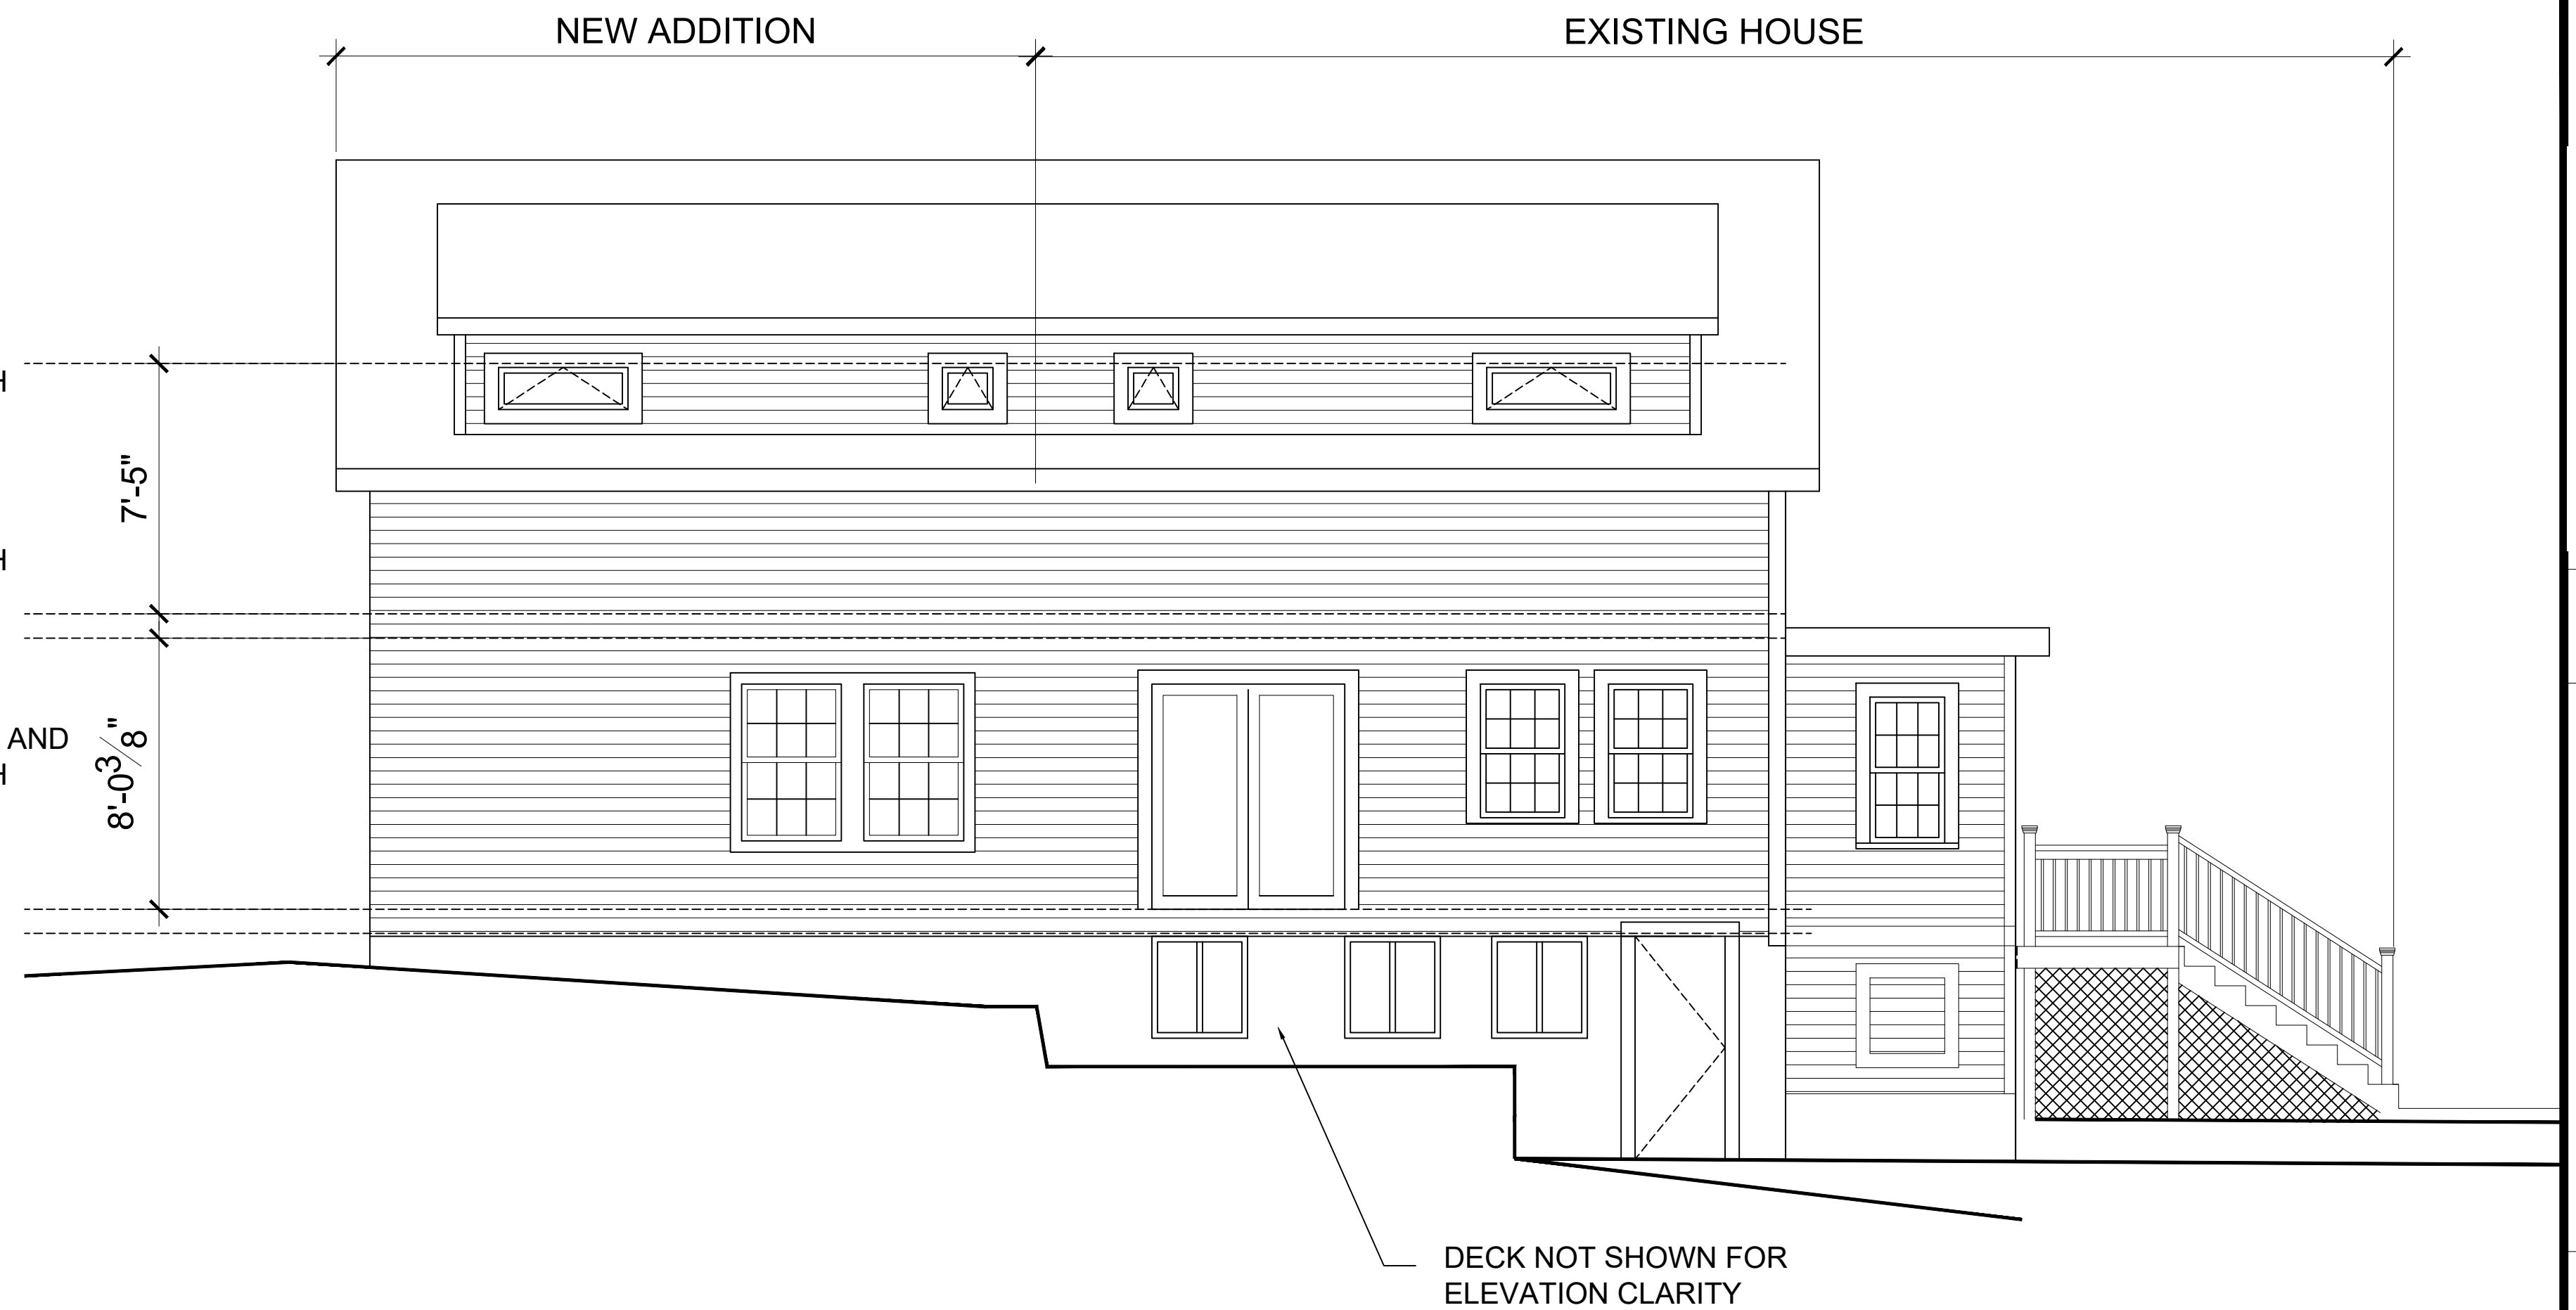 NEW ADDITION
EXISTING HOUSE
H
7'-5"
H
AND
H
8'-0 3/8"
DECK NOT SHOWN FOR
ELEVATION CLARITY